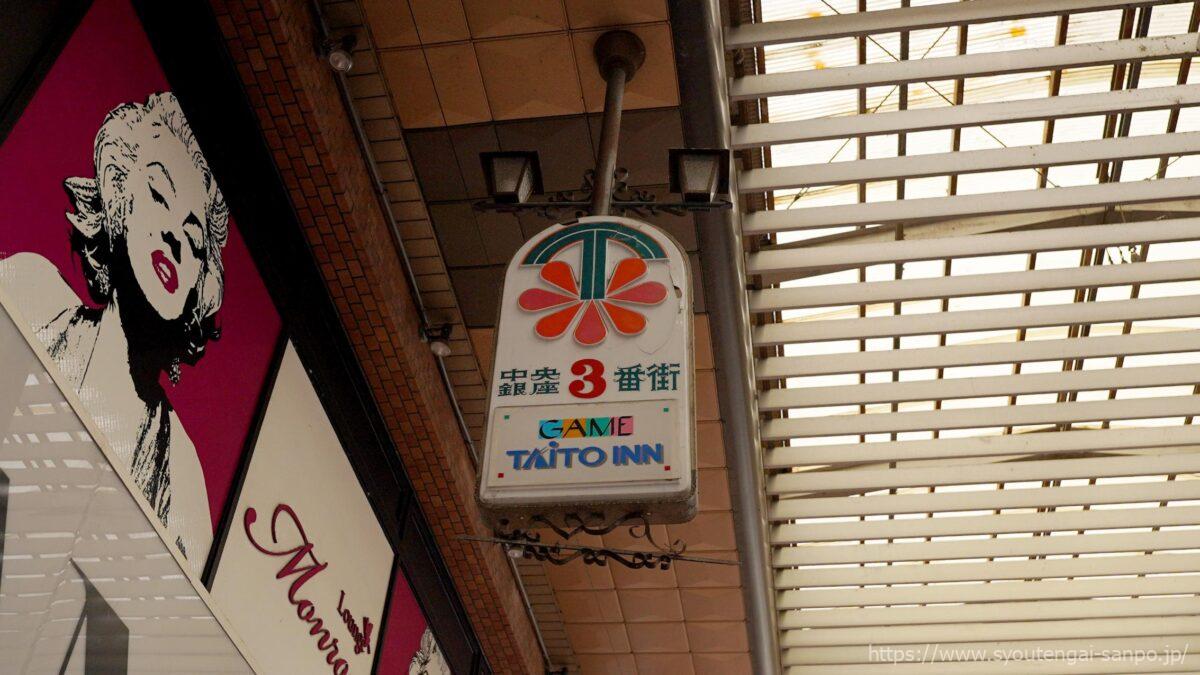 中央
銀座 3 番街
GAME
TAITO INN
Lounge
Monro
https://www.syoutengai-sanpo.jp/